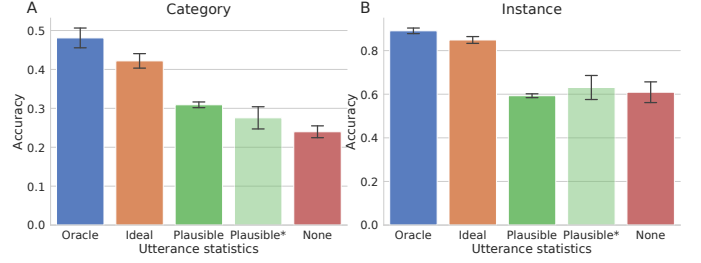 A
Category
Accuracy
0.5
0.4
0.3
0.2
0.1
0.0
Oracle Ideal Plausible Plausible* None
Utterance statistics
B
Instance
Accuracy
0.8
0.6
0.4
0.2
0.0
Oracle Ideal Plausible Plausible* None
Utterance statistics